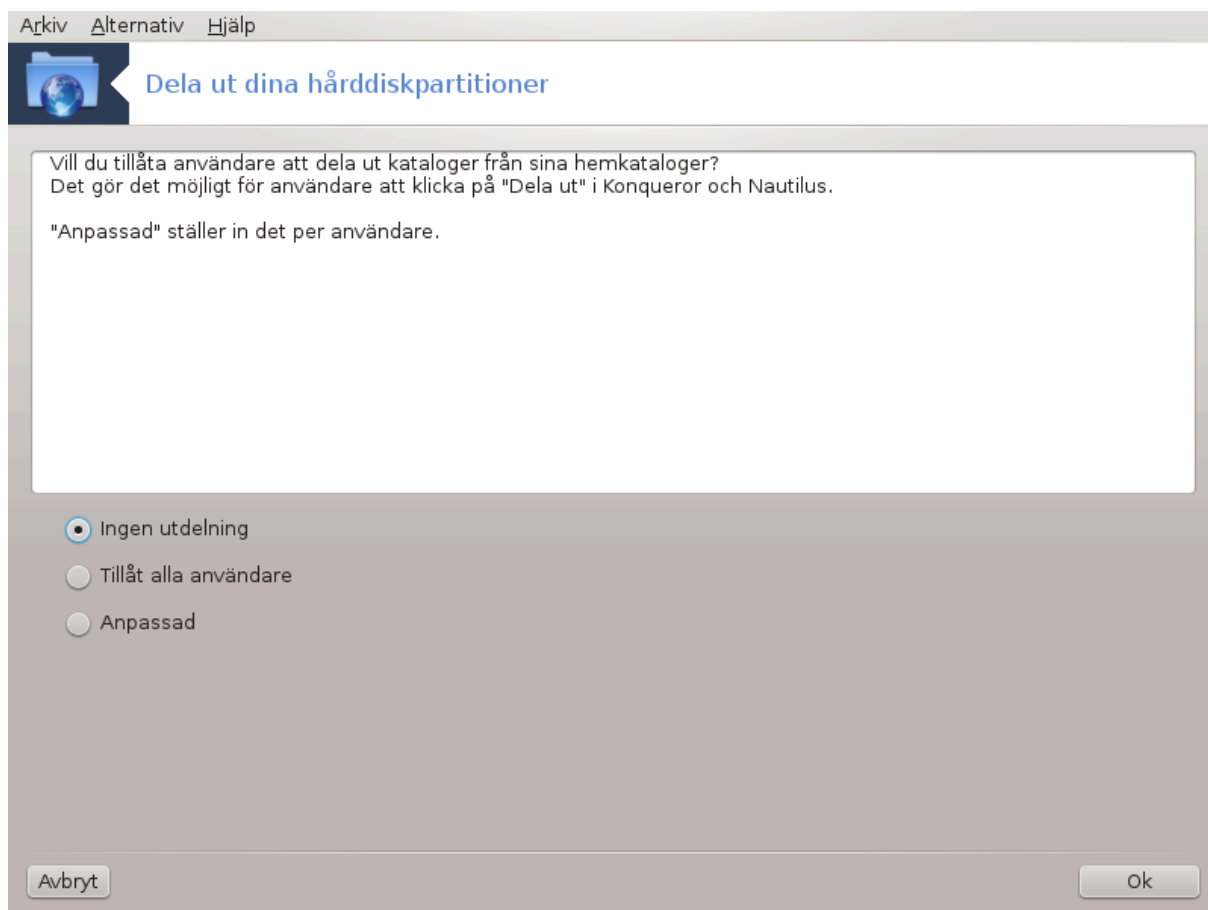 Arkiv Alternativ Hjälp
Dela ut dina hårddiskpartitioner
Vill du tillåta användare att dela ut kataloger från sina hemkataloger?
Det gör det möjligt för användare att klicka på "Dela ut" i Konqueror och Nautilus.
"Anpassad" ställer in det per användare.
Ingen utdelning
Tillåt alla användare
Anpassad
Avbryt Ok